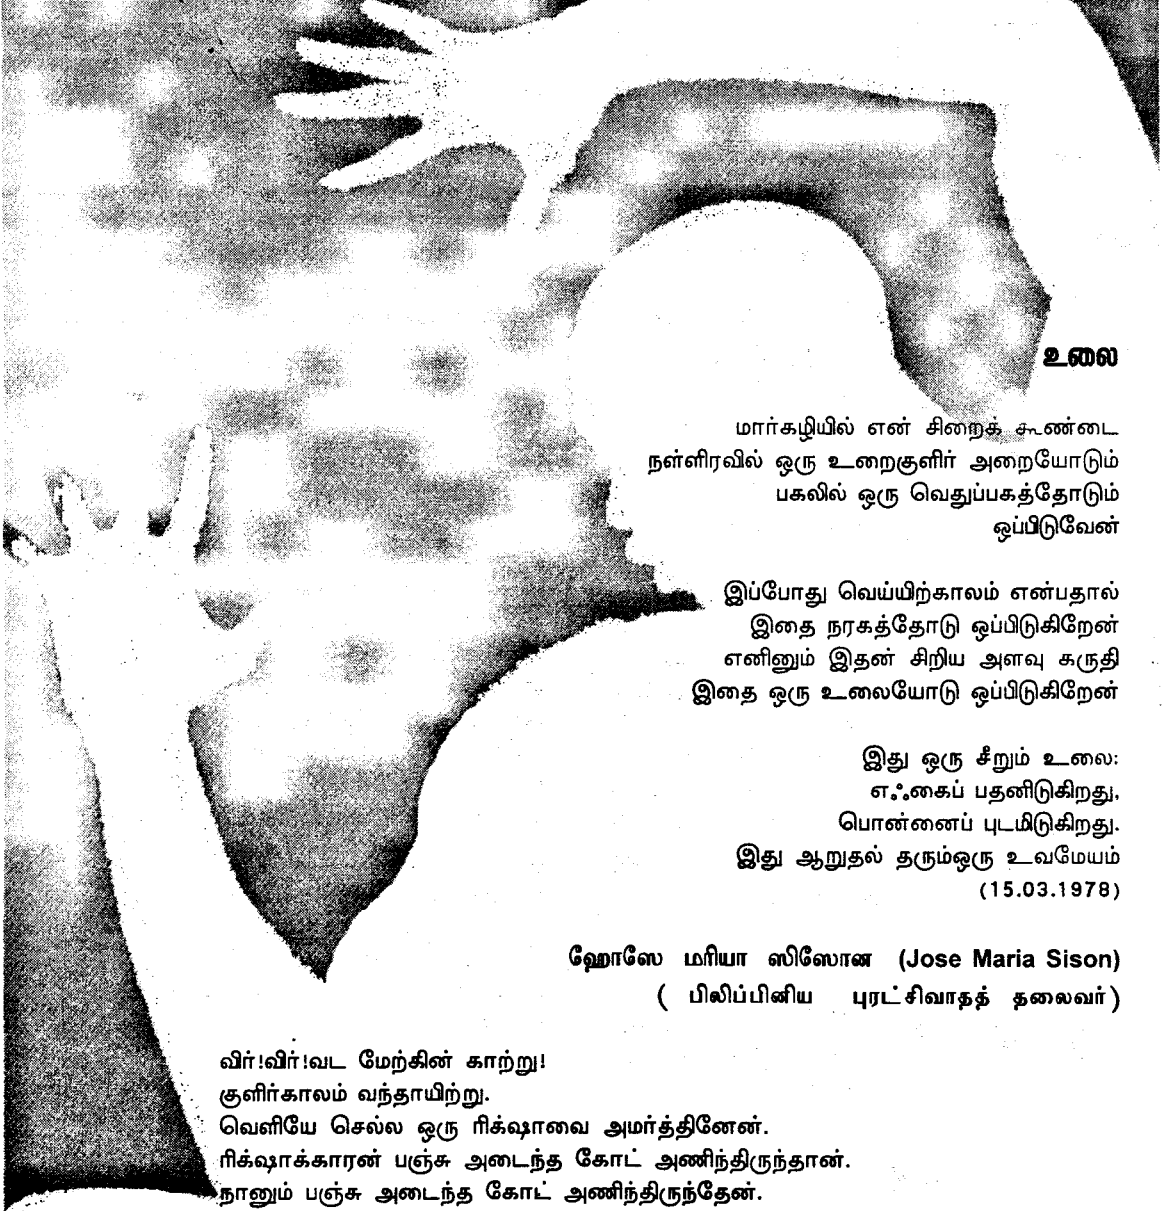 உலை
மார்கழியில் என் சிறைக் கூண்டை
நள்ளிரவில் ஒரு உறைகுளிர் அறையோடும்
பகலில் ஒரு வெதுப்பகத்தோடும்
ஒப்பிடுவேன்
இப்போது வெய்யிற்காலம் என்பதால்
இதை நரகத்தோடு ஒப்பிடுகிறேன்
எனினும் இதன் சிறிய அளவு கருதி
இதை ஒரு உலையோடு ஒப்பிடுகிறேன்
இது ஒரு சீறும் உலை:
எஃகைப் பதனிடுகிறது,
பொன்னைப் புடமிடுகிறது.
இது ஆறுதல் தரும்ஒரு உவமேயம்
(15.03.1978)
ஹோஸே மரியா ஸிஸோன (Jose Maria Sison)
( பிலிப்பினிய புரட்சிவாதத் தலைவர்)
விர்!விர்!வட மேற்கின் காற்று!
குளிர்காலம் வந்தாயிற்று.
வெளியே செல்ல ஒரு ரிக்ஷாவை அமர்த்தினேன்.
ரிக்ஷாக்காரன் பஞ்சு அடைந்த கோட் அணிந்திருந்தான்.
நானும் பஞ்சு அடைந்த கோட் அணிந்திருந்தேன்.